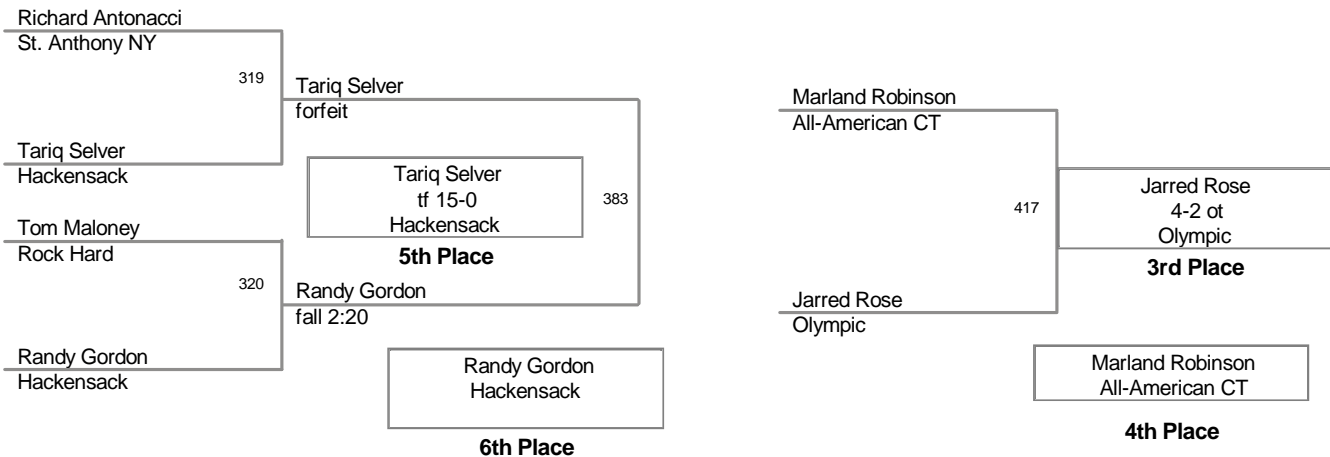 Richard Antonacci
St. Anthony NY
319
Tariq Selver
forfeit
Tariq Selver
Hackensack
Tariq Selver
tf 15-0
Hackensack
5th Place
383
Tom Maloney
Rock Hard
320
Randy Gordon
fall 2:20
Randy Gordon
Hackensack
Randy Gordon
Hackensack
6th Place
Marland Robinson
All-American CT
417
Jarred Rose
4-2 ot
Olympic
3rd Place
Jarred Rose
Olympic
Marland Robinson
All-American CT
4th Place